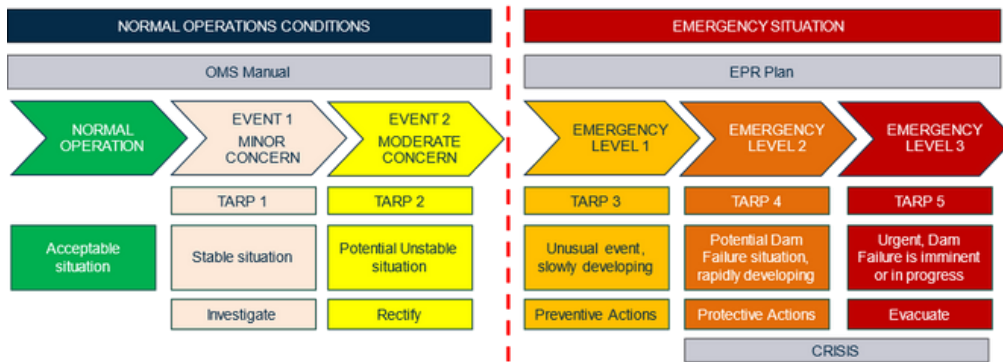 NORMAL OPERATIONS CONDITIONS
EMERGENCY SITUATION
OMS Manual
EPR Plan
NORMAL
OPERATION
EVENT 1
MINOR
CONCERN
EVENT 2
MODERATE
CONCERN
EMERGENCY
LEVEL 1
EMERGENCY
LEVEL 2
EMERGENCY
LEVEL 3
TARP 1
TARP 2
TARP 3
TARP 4
TARP 5
Acceptable
situation
Stable situation
Potential Unstable
situation
Unusual event,
slowly developing
Potential Dam
Failure situation,
rapidly developing
Urgent, Dam
Failure is imminent
or in progress
Investigate
Rectify
Preventive Actions
Protective Actions
Evacuate
CRISIS